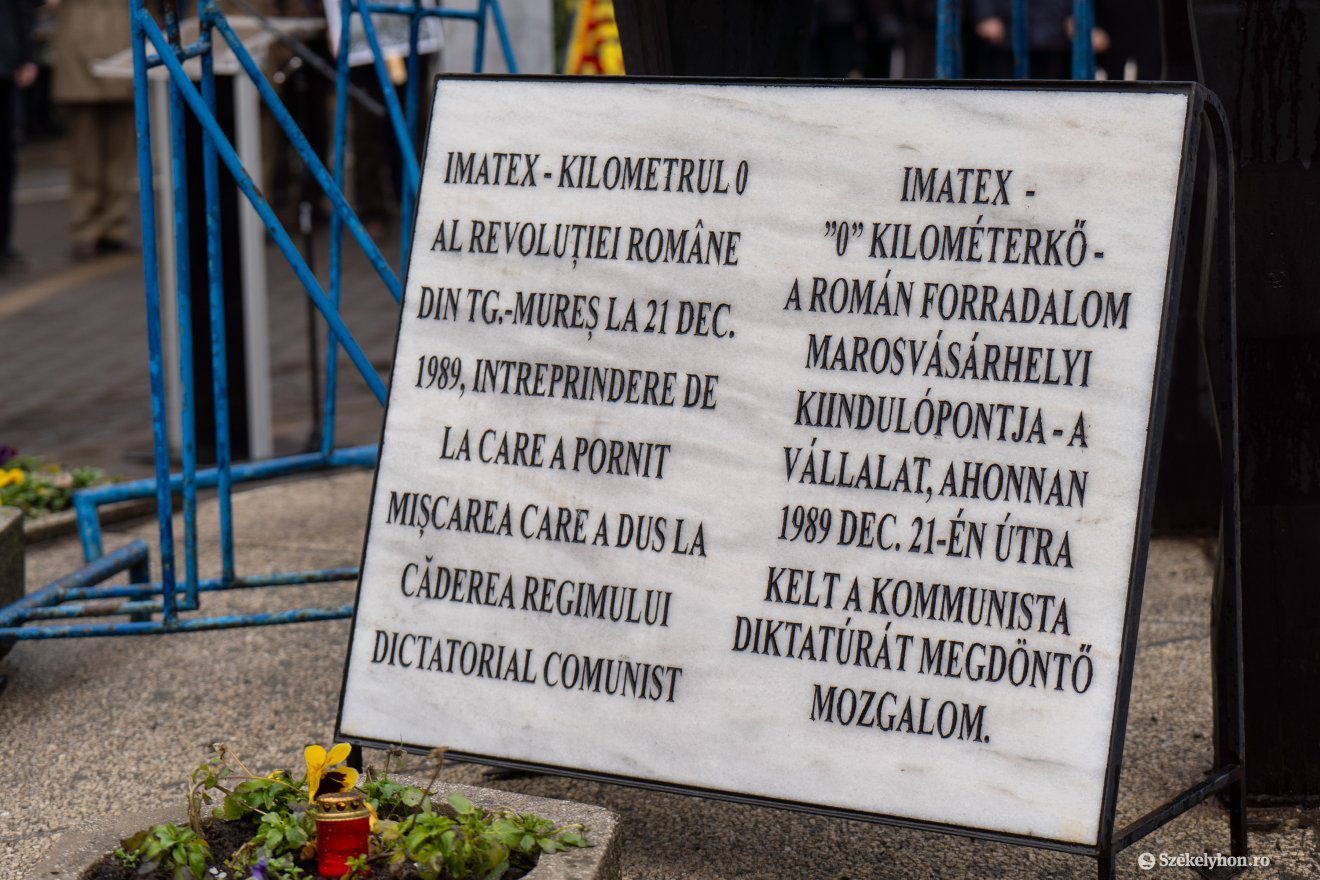 IMATEX - KILOMETRUL 0
AL REVOLUȚIEI ROMÂNE
DIN TG.-MUREȘ LA 21 DEC.
1989, INTREPRINDERE DE
LA CARE A PORNIT
MIȘCAREA CARE A DUS LA
CĂDEREA REGIMULUI
DICTATORIAL COMUNIST
IMATEX -
”0” KILOMÉTERKŐ -
A ROMÁN FORRADALOM
MAROSVÁSÁRHELYI
KIINDULÓPONTJA - A
VÁLLALAT, AHONNAN
1989 DEC. 21-ÉN ÚTRA
KELT A KOMMUNISTA
DIKTATÚRÁT MEGDÖNTŐ
MOZGALOM.
Székelyhon.ro